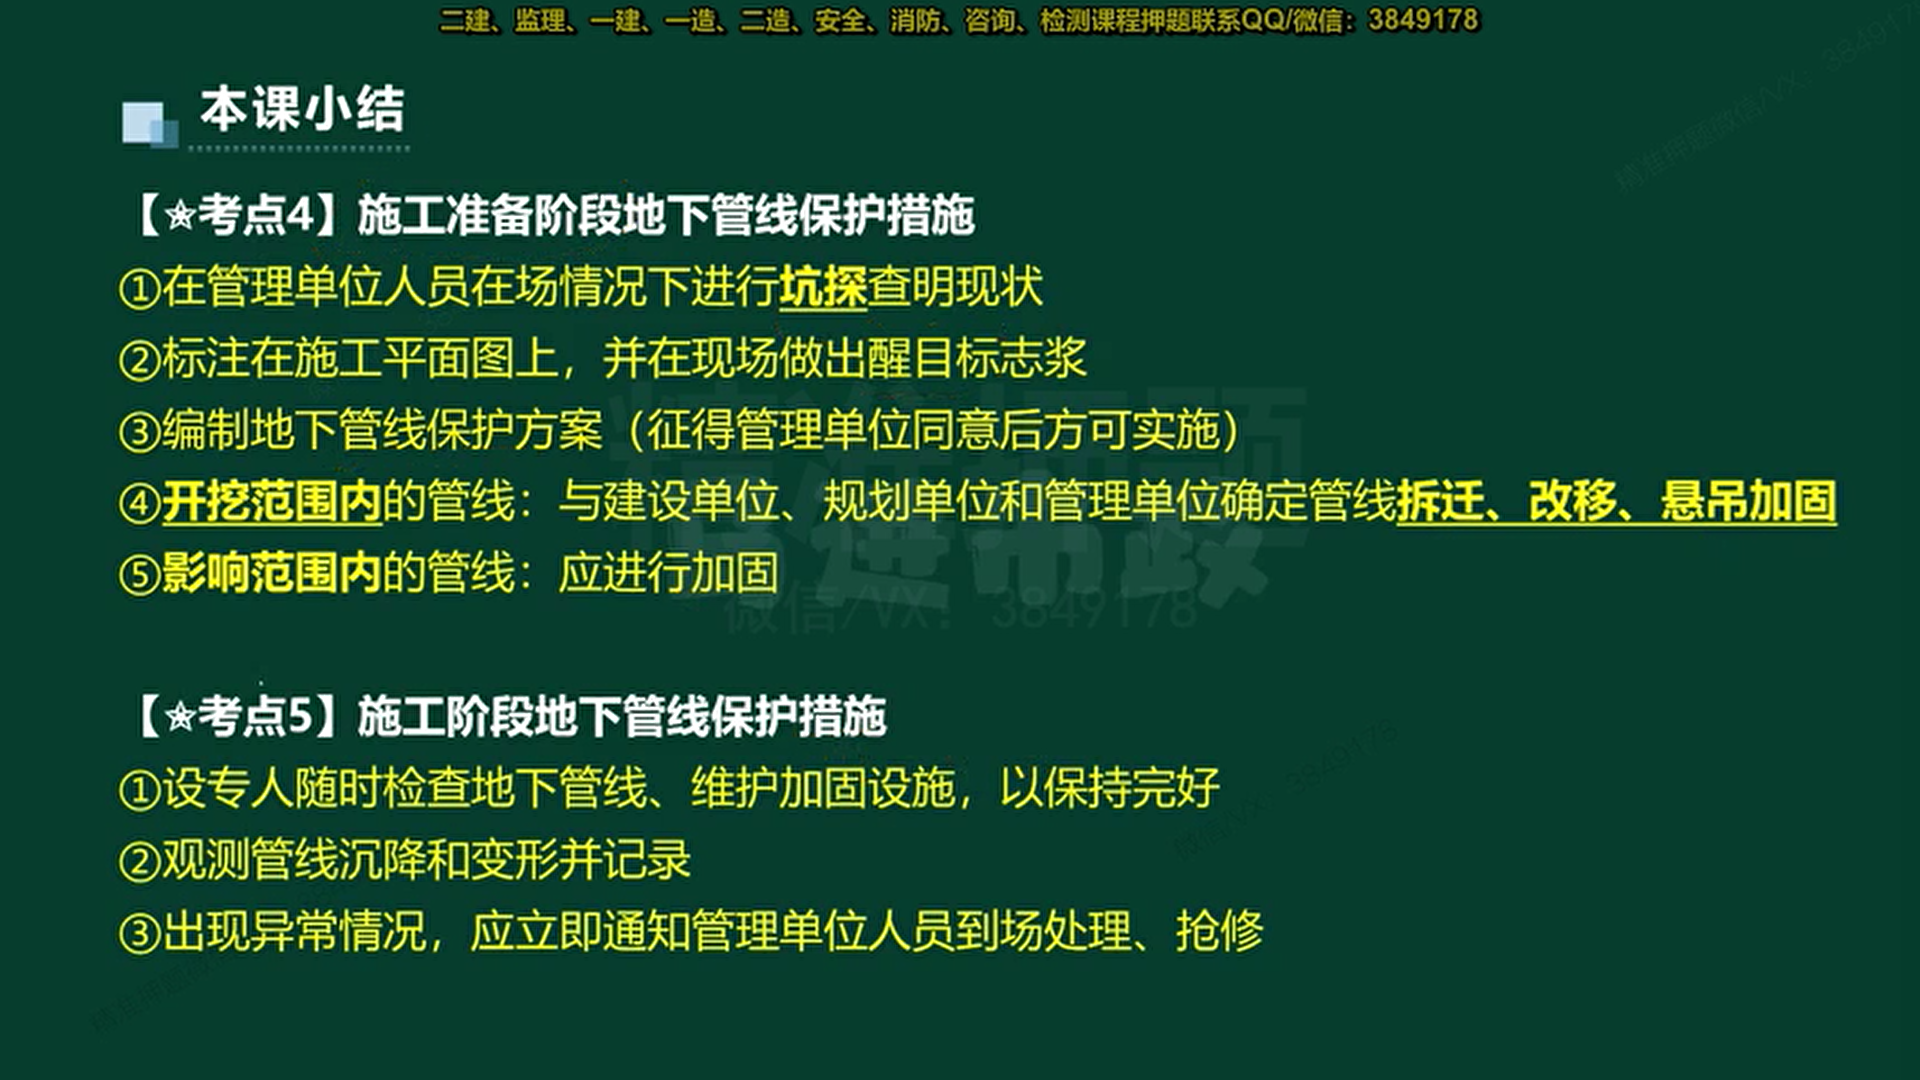 二建、监理、一建、一造、二造、安全、消防、咨询、检测课程押题联系QQ/微信：3849178
本课小结
【☆考点4】施工准备阶段地下管线保护措施
①在管理单位人员在场情况下进行坑探查明现状
②标注在施工平面图上，并在现场做出醒目标志桨
③编制地下管线保护方案（征得管理单位同意后方可实施）
④开挖范围内的管线：与建设单位、规划单位和管理单位确定管线拆迁、改移、悬吊加固
⑤影响范围内的管线：应进行加固
微信/VX：3849178
【☆考点5】施工阶段地下管线保护措施
①设专人随时检查地下管线、维护加固设施，以保持完好
②观测管线沉降和变形并记录
③出现异常情况，应立即通知管理单位人员到场处理、抢修